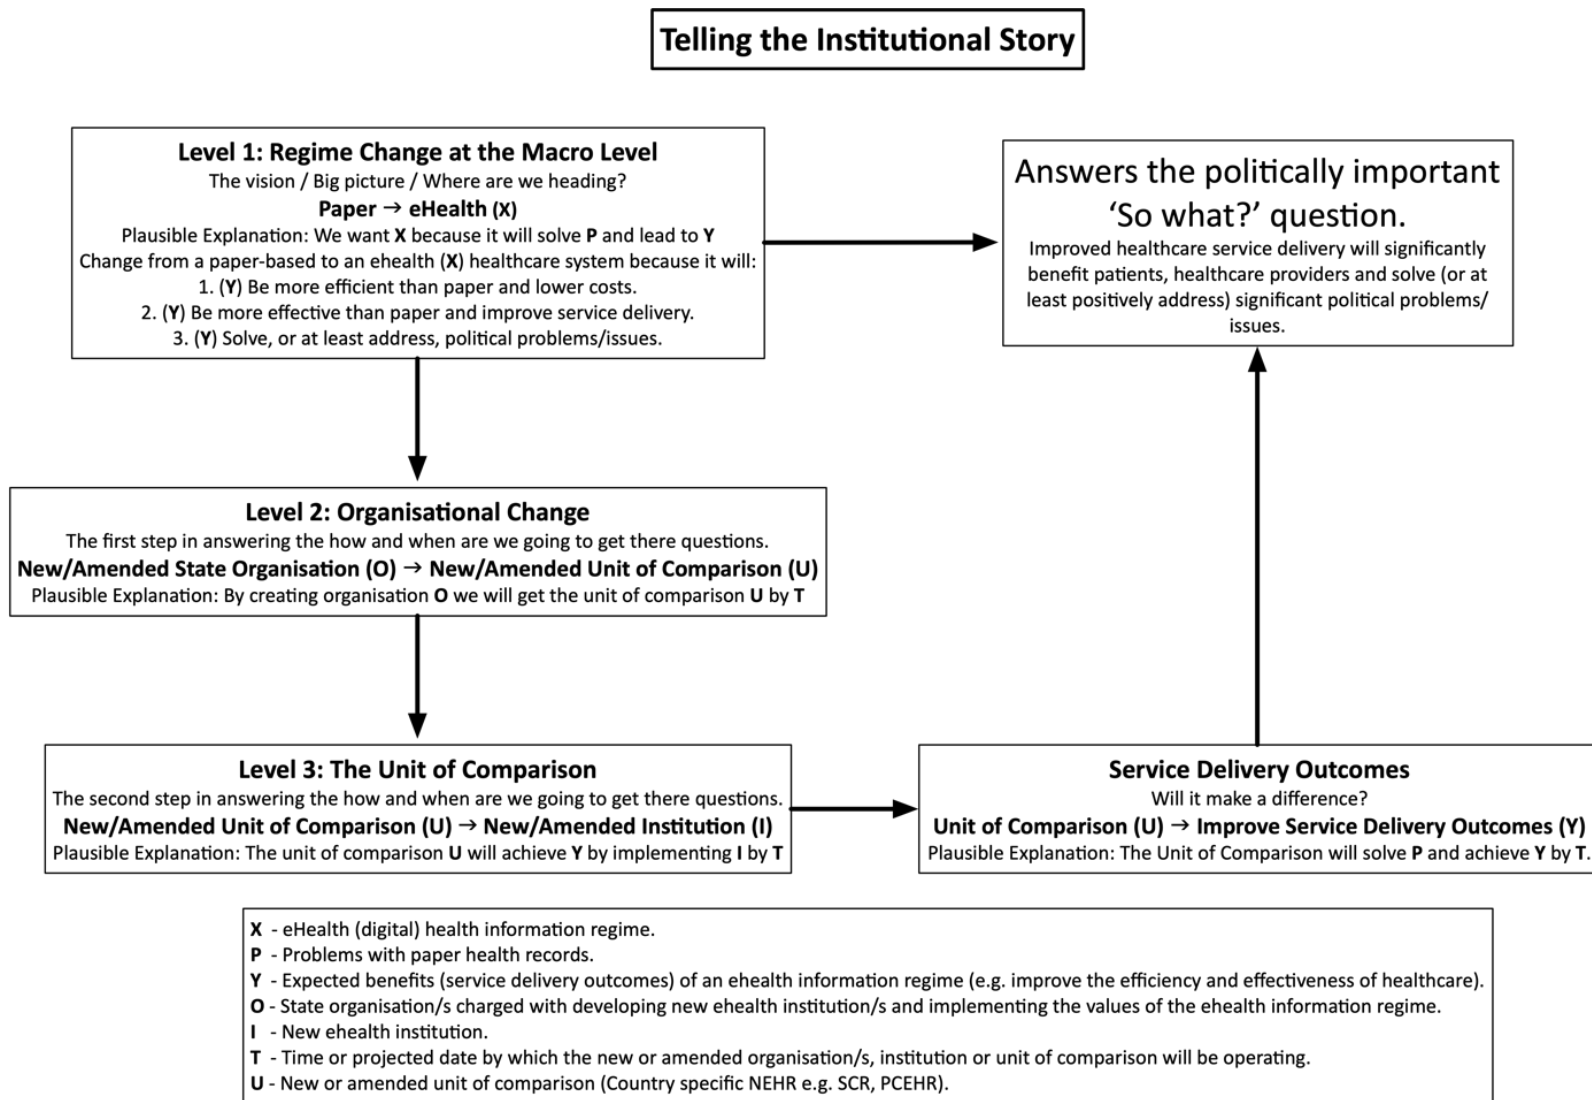 Telling the Institutional Story
Level 1: Regime Change at the Macro Level
The vision / Big picture / Where are we heading?
Paper → eHealth (X)
Plausible Explanation: We want X because it will solve P and lead to Y
Change from a paper-based to an ehealth (X) healthcare system because it will:
1. (Y) Be more efficient than paper and lower costs.
2. (Y) Be more effective than paper and improve service delivery.
3. (Y) Solve, or at least address, political problems/issues.
Answers the politically important
‘So what?’ question.
Improved healthcare service delivery will significantly
benefit patients, healthcare providers and solve (or at
least positively address) significant political problems/
issues.
Level 2: Organisational Change
The first step in answering the how and when are we going to get there questions.
New/Amended State Organisation (O) → New/Amended Unit of Comparison (U)
Plausible Explanation: By creating organisation O we will get the unit of comparison U by T
Level 3: The Unit of Comparison
The second step in answering the how and when are we going to get there questions.
New/Amended Unit of Comparison (U) → New/Amended Institution (I)
Plausible Explanation: The unit of comparison U will achieve Y by implementing I by T
Service Delivery Outcomes
Will it make a difference?
Unit of Comparison (U) → Improve Service Delivery Outcomes (Y)
Plausible Explanation: The Unit of Comparison will solve P and achieve Y by T.
X - eHealth (digital) health information regime.
P - Problems with paper health records.
Y - Expected benefits (service delivery outcomes) of an ehealth information regime (e.g. improve the efficiency and effectiveness of healthcare).
O - State organisation/s charged with developing new ehealth institution/s and implementing the values of the ehealth information regime.
I - New ehealth institution.
T - Time or projected date by which the new or amended organisation/s, institution or unit of comparison will be operating.
U - New or amended unit of comparison (Country specific NEHR e.g. SCR, PCEHR).